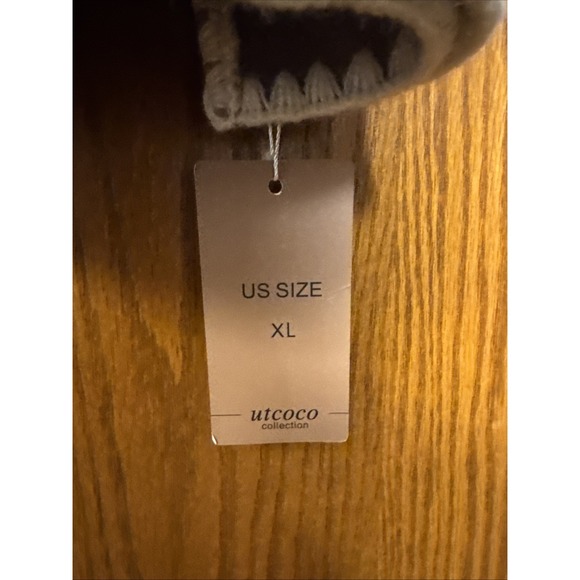 US SIZE
XL
utcoco
collection